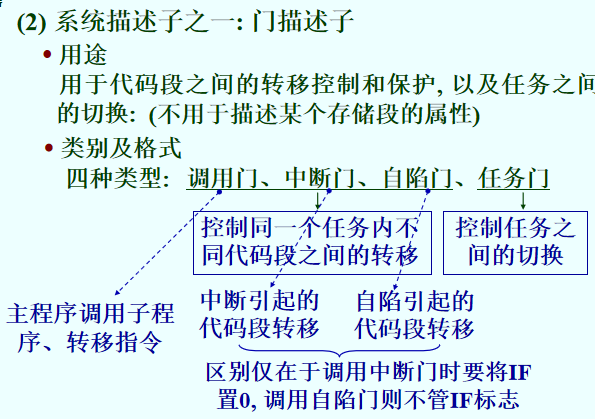 (2) 系统描述子之一: 门描述子
• 用途
用于代码段之间的转移控制和保护, 以及任务之间
的切换: (不用于描述某个存储段的属性)
• 类别及格式
四种类型: 调用门、中断门、自陷门、任务门
控制同一个任务内不
同代码段之间的转移
控制任务之
间的切换
主程序调用子程
序、转移指令
中断引起的
代码段转移
自陷引起的
代码段转移
区别仅在于调用中断门时要将IF
置0, 调用自陷门则不管IF标志